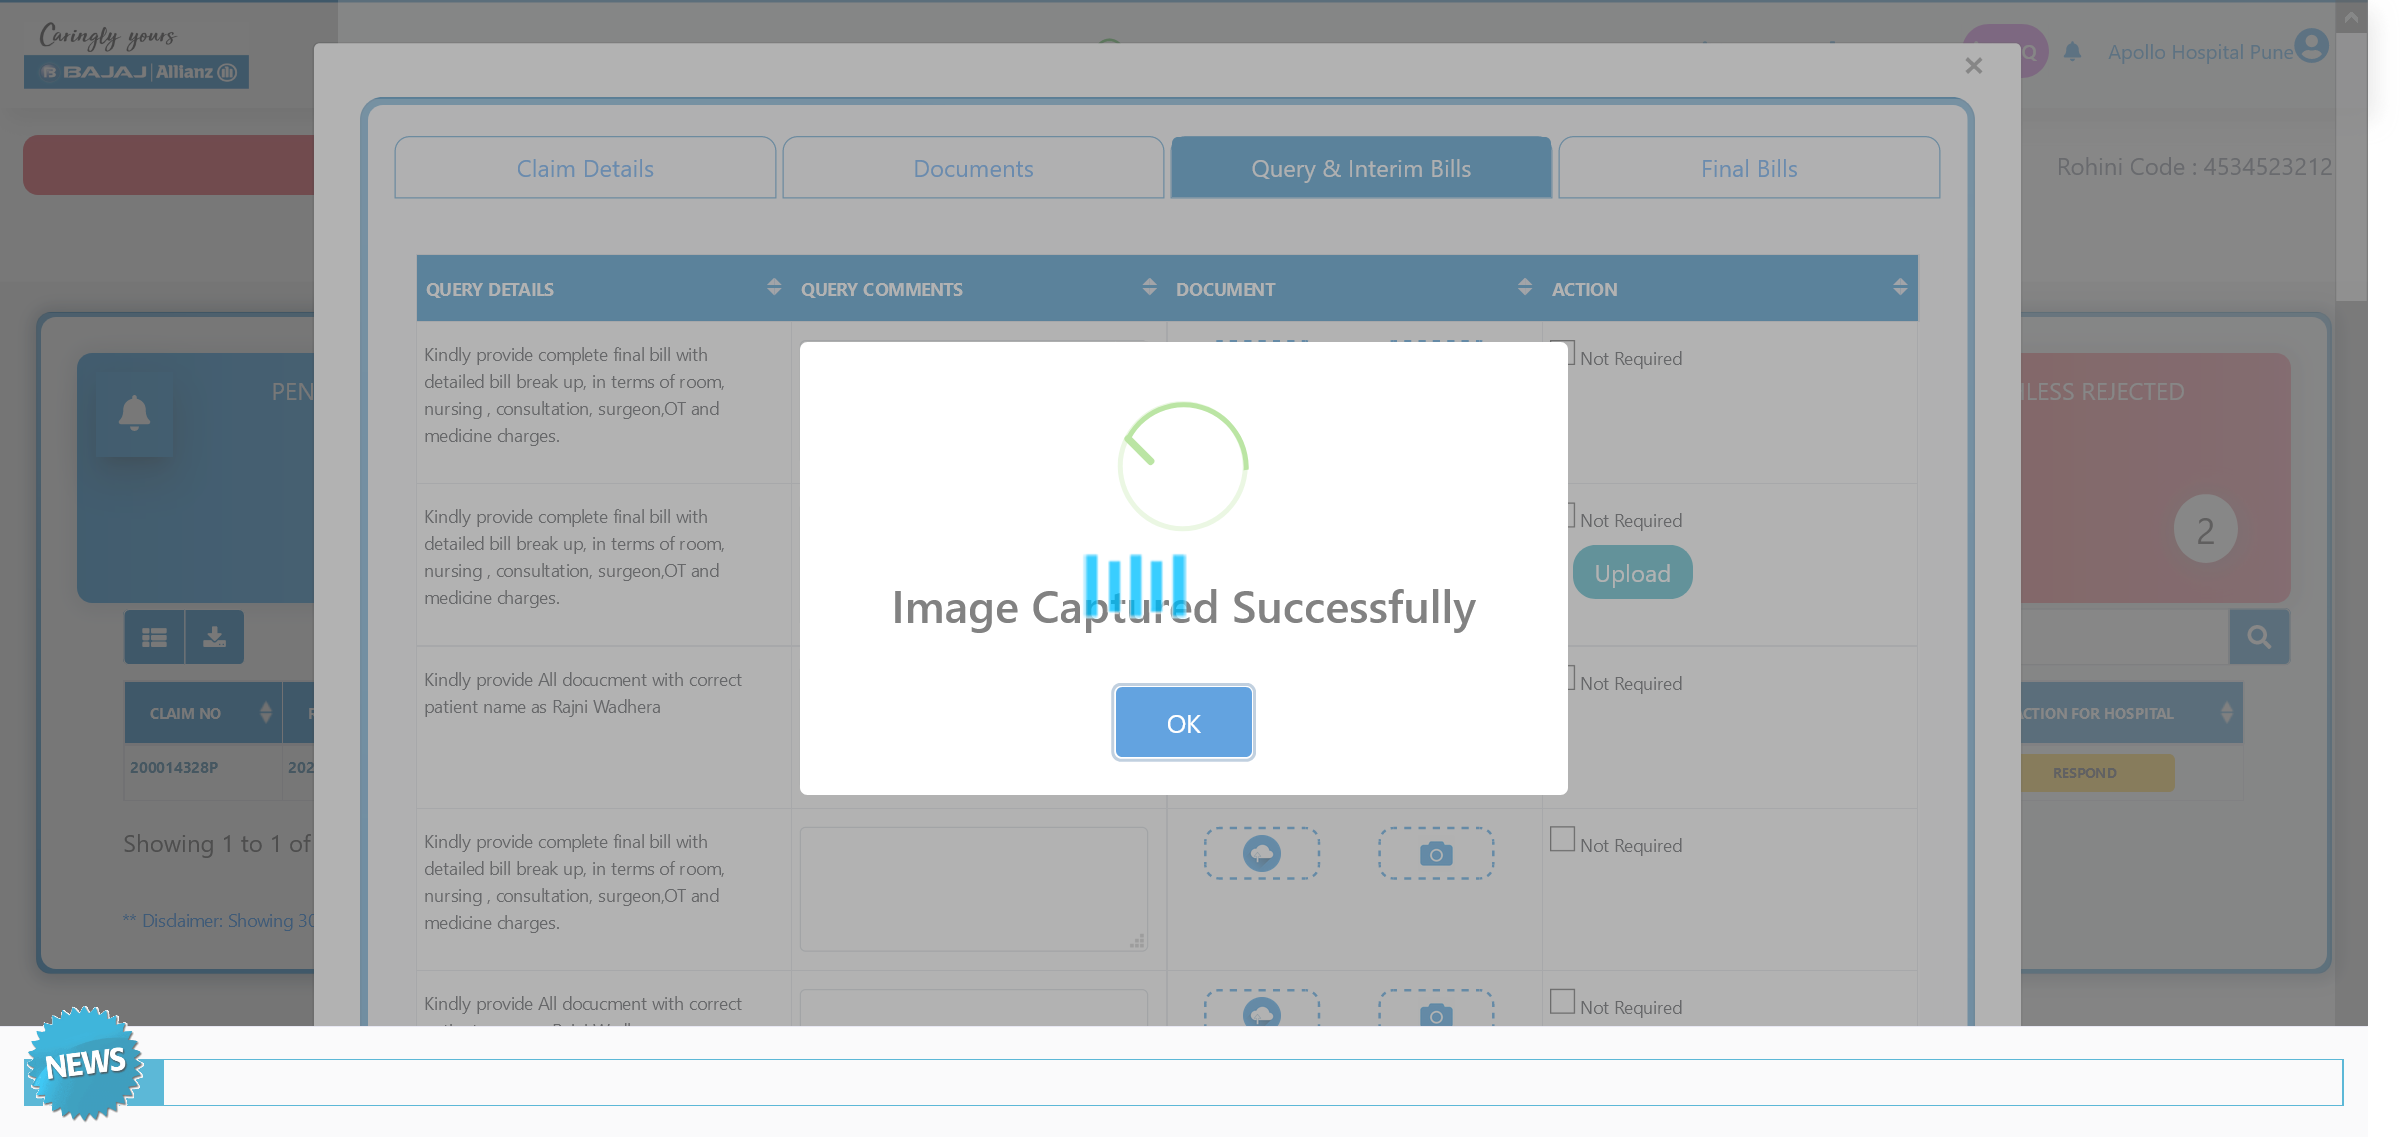 Caringly yours
BAJAJ | Allianz
Q
Apollo Hospital Pune
×
Claim Details
Documents
Query & Interim Bills
Final Bills
Rohini Code : 4534523212
QUERY DETAILS
QUERY COMMENTS
DOCUMENT
ACTION
Kindly provide complete final bill with
detailed bill break up, in terms of room,
nursing , consultation, surgeon,OT and
medicine charges.
Not Required
Kindly provide complete final bill with
detailed bill break up, in terms of room,
nursing , consultation, surgeon,OT and
medicine charges.
Not Required
Upload
Kindly provide All docucment with correct
patient name as Rajni Wadhera
Not Required
Kindly provide complete final bill with
detailed bill break up, in terms of room,
nursing , consultation, surgeon,OT and
medicine charges.
Not Required
Kindly provide All docucment with correct
Not Required
Image Captured Successfully
OK
PEN
LESS REJECTED
2
CLAIM NO
CTION FOR HOSPITAL
200014328P
202
RESPOND
Showing 1 to 1 of
** Disclaimer: Showing 30
NEWS